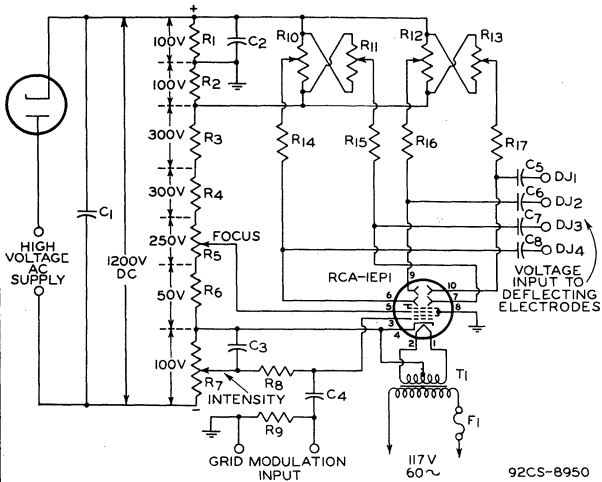 100V R1 C2
R10 R11 R12 R13
100V R2
300V R3
R14 R15 R16 R17
300V R4
C5 DJ1
C6 DJ2
C7 DJ3
C8 DJ4
C1
HIGH VOLTAGE AC SUPPLY
1200V DC
250V R5 FOCUS
50V R6
RCA-1EP1
9 10
6 7
5 8
3
4
2 1
VOLTAGE INPUT TO DEFLECTING ELECTRODES
+
-
100V R7
INTENSITY
C3
R8
C4
R9
T1
F1
GRID MODULATION INPUT
117V
60~
92CS-8950